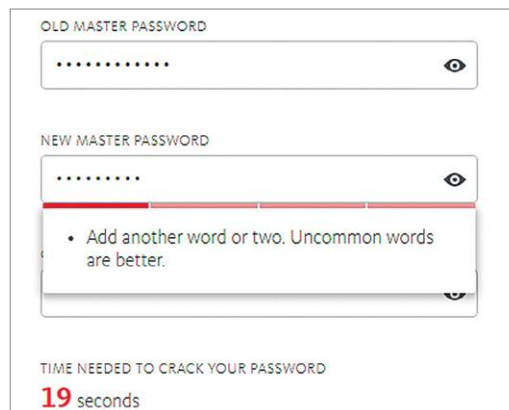 OLD MASTER PASSWORD
••••••••••••
NEW MASTER PASSWORD
•••••••••
• Add another word or two. Uncommon words
are better.
TIME NEEDED TO CRACK YOUR PASSWORD
19 seconds